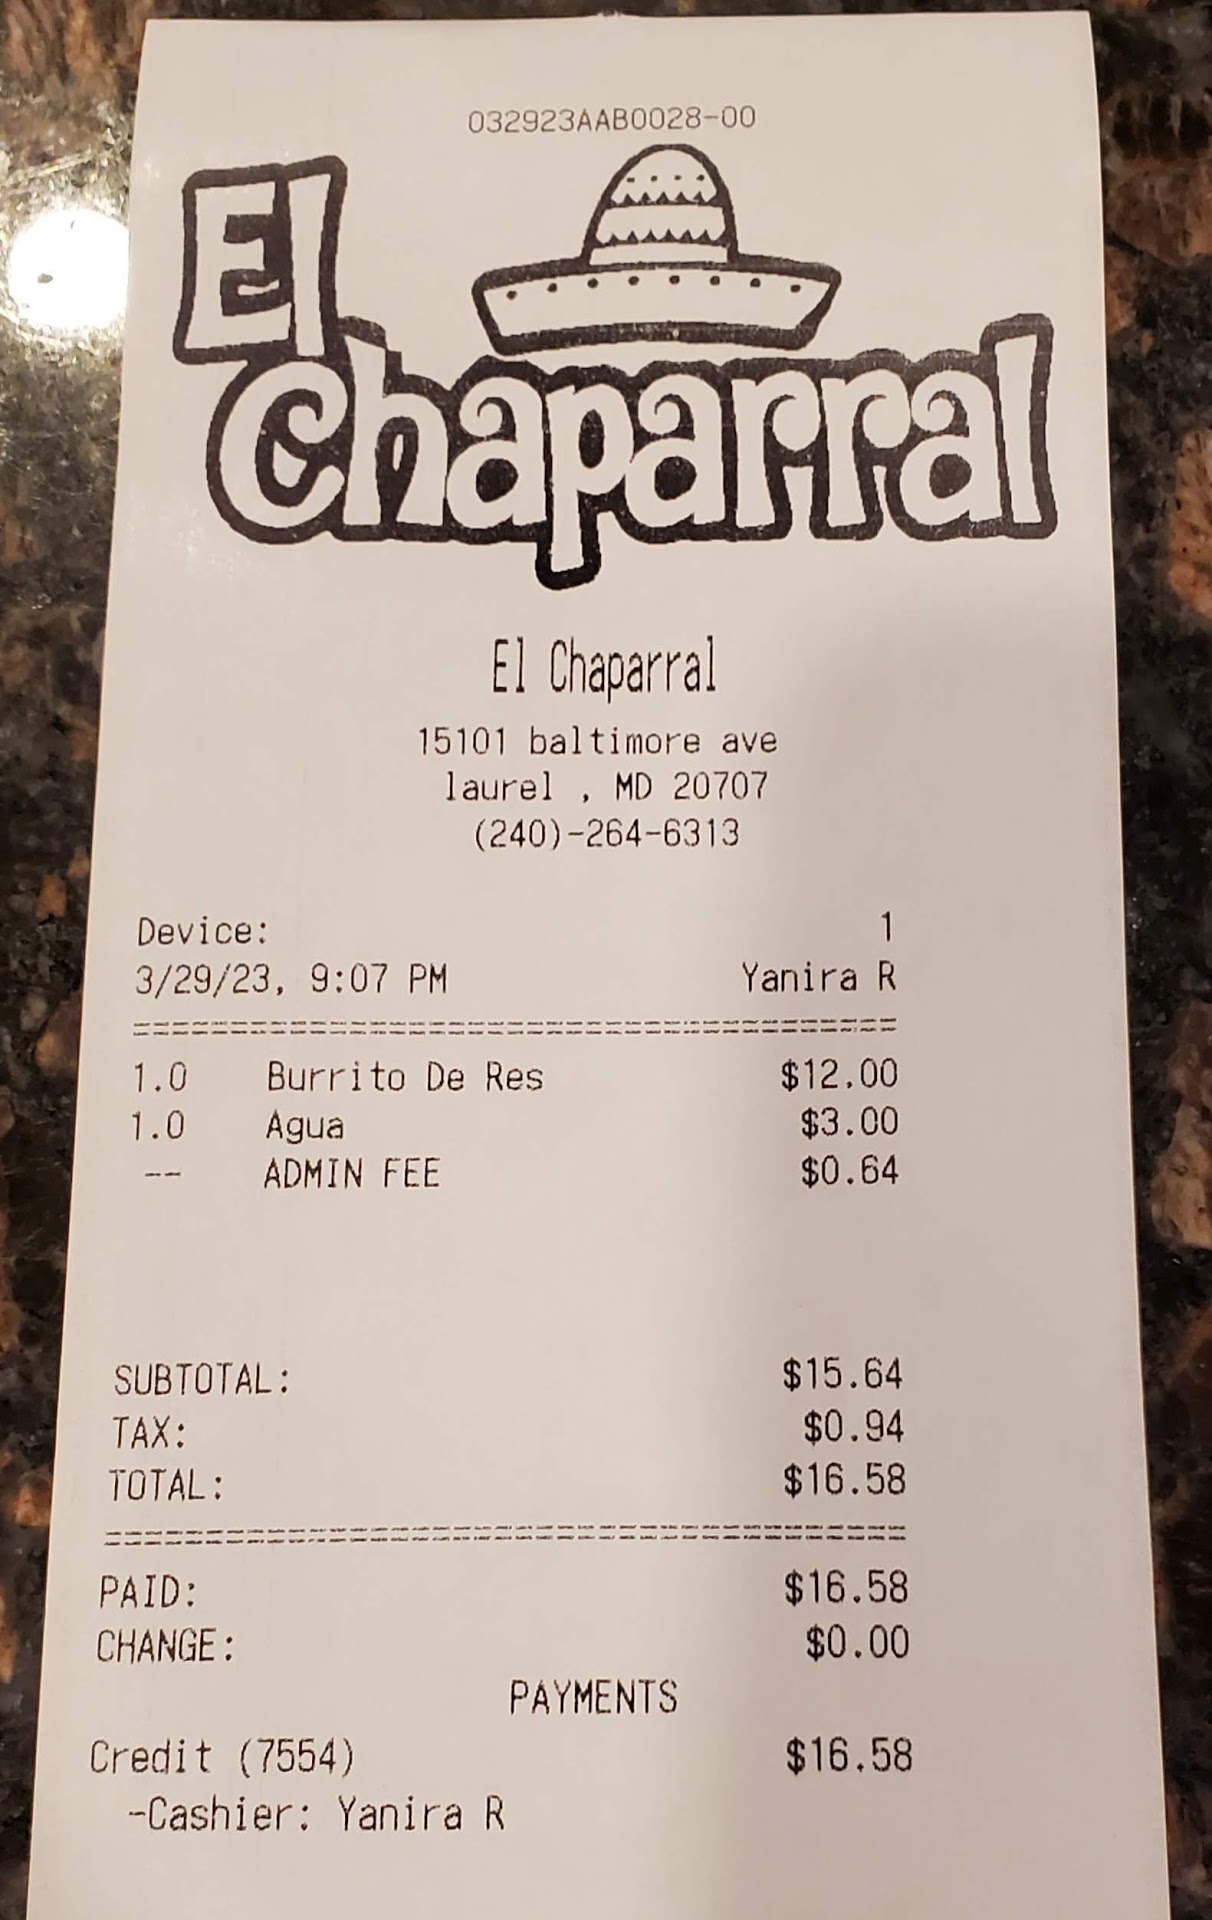 032923AAB0028-00
El
Chaparral
El Chaparral
15101 baltimore ave
laurel , MD 20707
(240)-264-6313
Device: 1
3/29/23, 9:07 PM Yanira R
1.0 Burrito De Res $12.00
1.0 Agua $3.00
-- ADMIN FEE $0.64
SUBTOTAL: $15.64
TAX: $0.94
TOTAL: $16.58
PAID: $16.58
CHANGE: $0.00
PAYMENTS
Credit (7554) $16.58
-Cashier: Yanira R